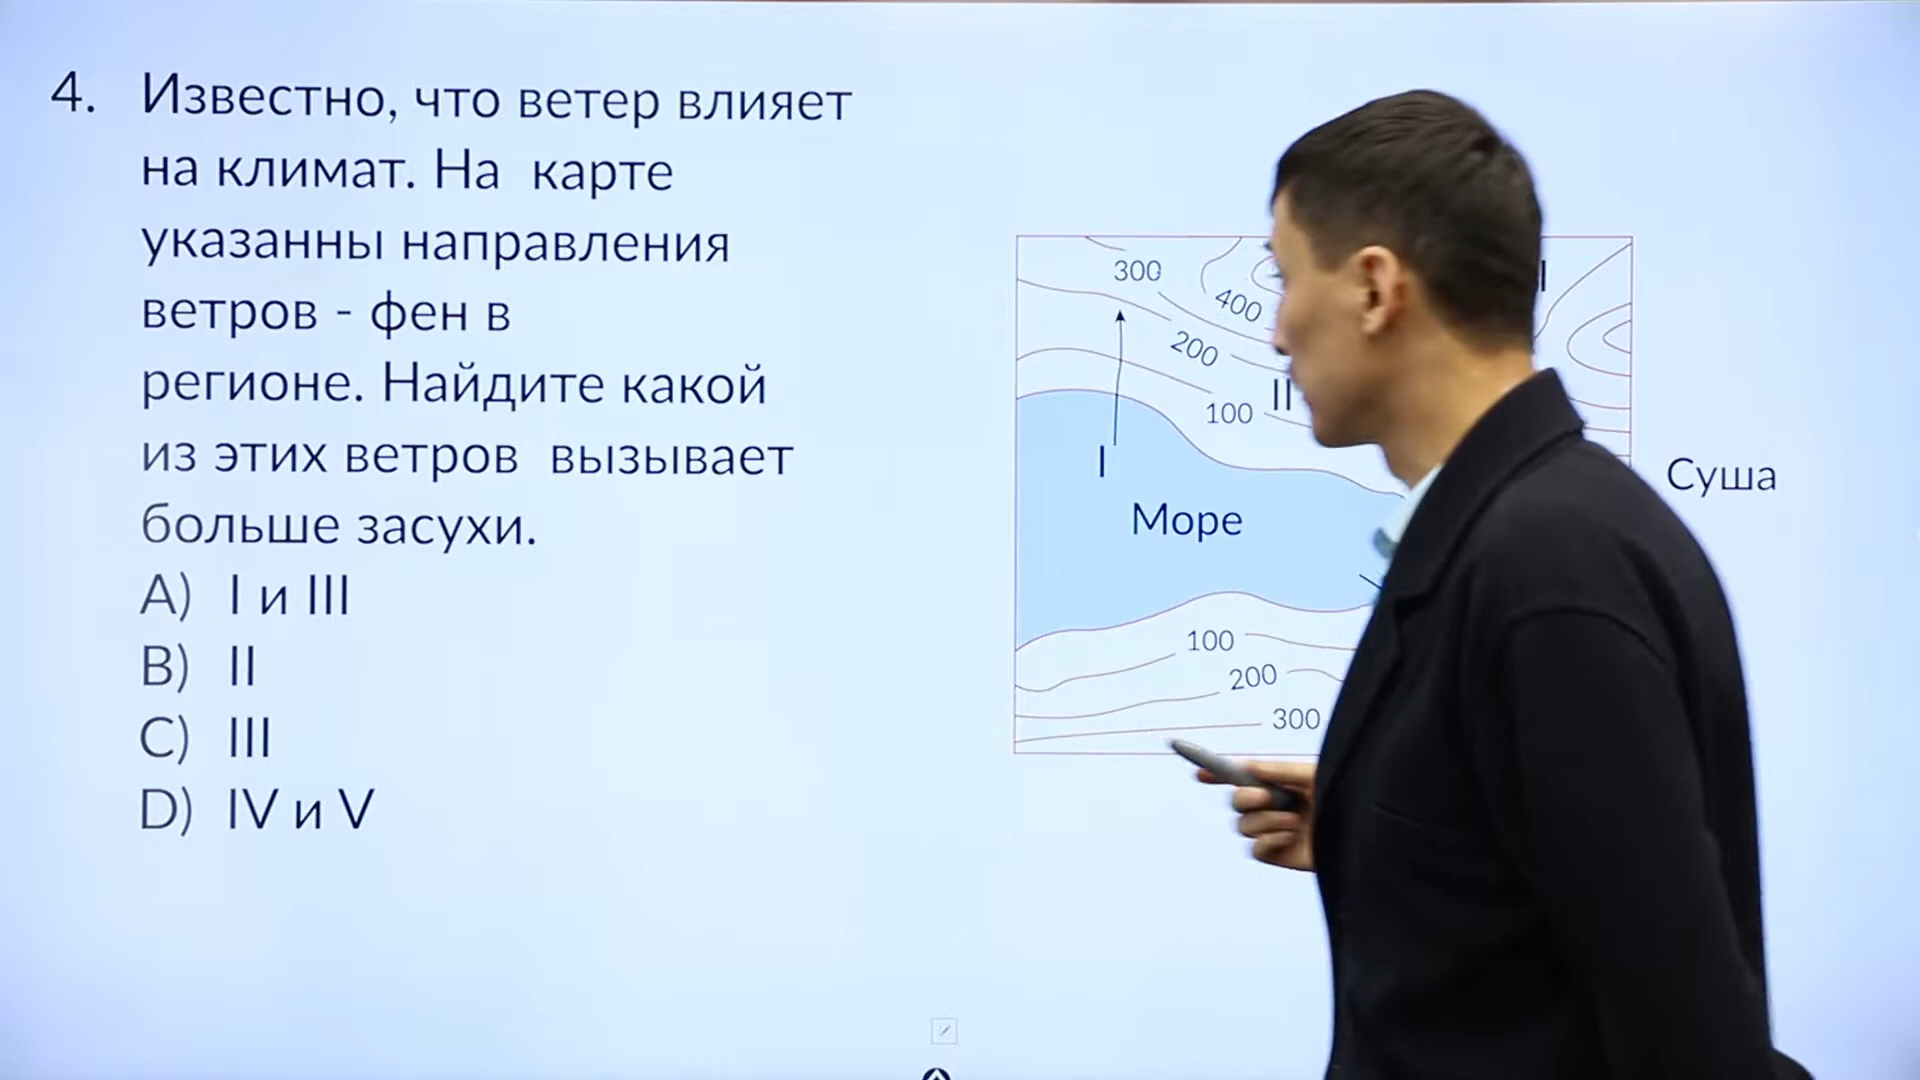 4. Известно, что ветер влияет
на климат. На карте
указанны направления
ветров - фен в
регионе. Найдите какой
из этих ветров вызывает
больше засухи.
A) I и III
B) II
C) III
D) IV и V
300
400
200
II
100
I
Море
Суша
100
200
300